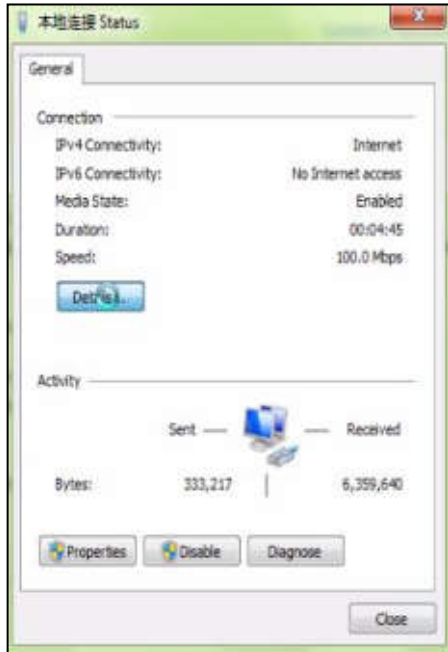 本地连接 Status
General
Connection
IPv4 Connectivity: Internet
IPv6 Connectivity: No Internet access
Media State: Enabled
Duration: 00:04:45
Speed: 100.0 Mbps
Details...
Activity
Sent Received
Bytes: 333,217 6,359,640
Properties Disable Diagnose
Close